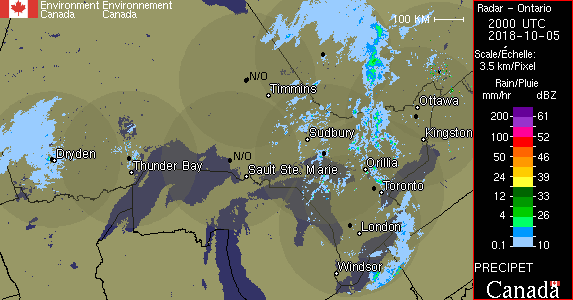 Environment Environnement
Canada Canada
100 KM
N/O
Timmins
Ottawa
Sudbury
Kingston
Dryden
Thunder Bay
N/O
Sault Ste. Marie
Orillia
Toronto
London
Windsor
Radar - Ontario
2000 UTC
2018-10-05
Scale/Échelle:
3.5 km/Pixel
Rain/Pluie
mm/hr dBZ
200 61
100 52
50 46
24 39
12 33
4 26
0.1 10
PRECIPET
Canada